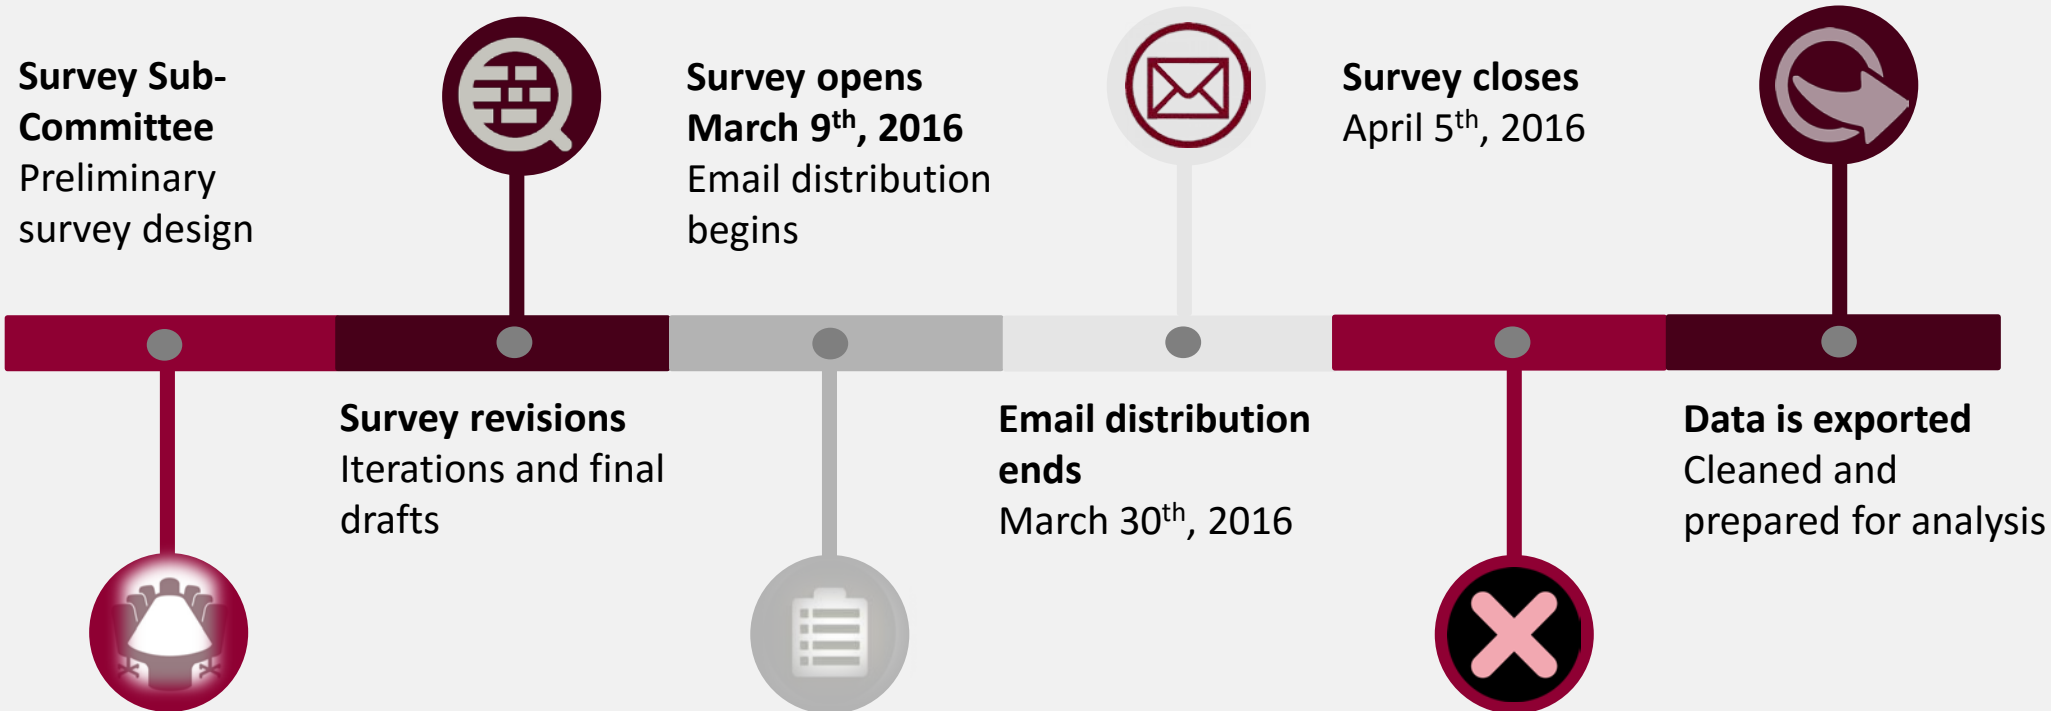 Survey Sub-
Committee
Preliminary
survey design
Survey revisions
Iterations and final
drafts
Survey opens
March 9th, 2016
Email distribution
begins
Email distribution
ends
March 30th, 2016
Survey closes
April 5th, 2016
Data is exported
Cleaned and
prepared for analysis